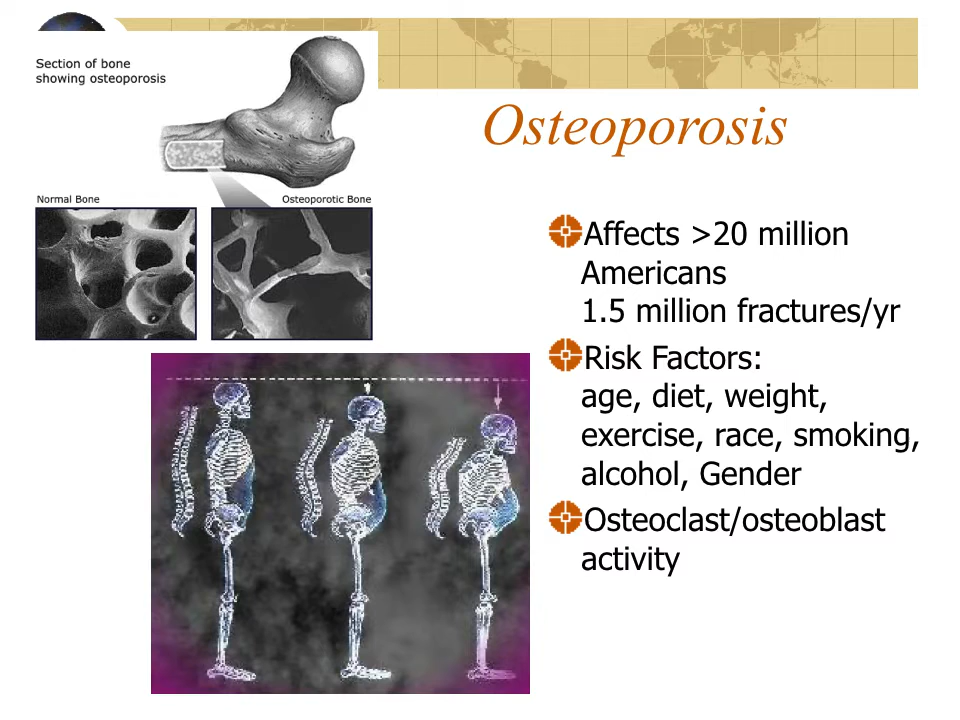 Section of bone
showing osteoporosis
Osteoporosis
Normal Bone
Osteoporotic Bone
Affects >20 million
Americans
1.5 million fractures/yr
Risk Factors:
age, diet, weight,
exercise, race, smoking,
alcohol, Gender
Osteoclast/osteoblast
activity